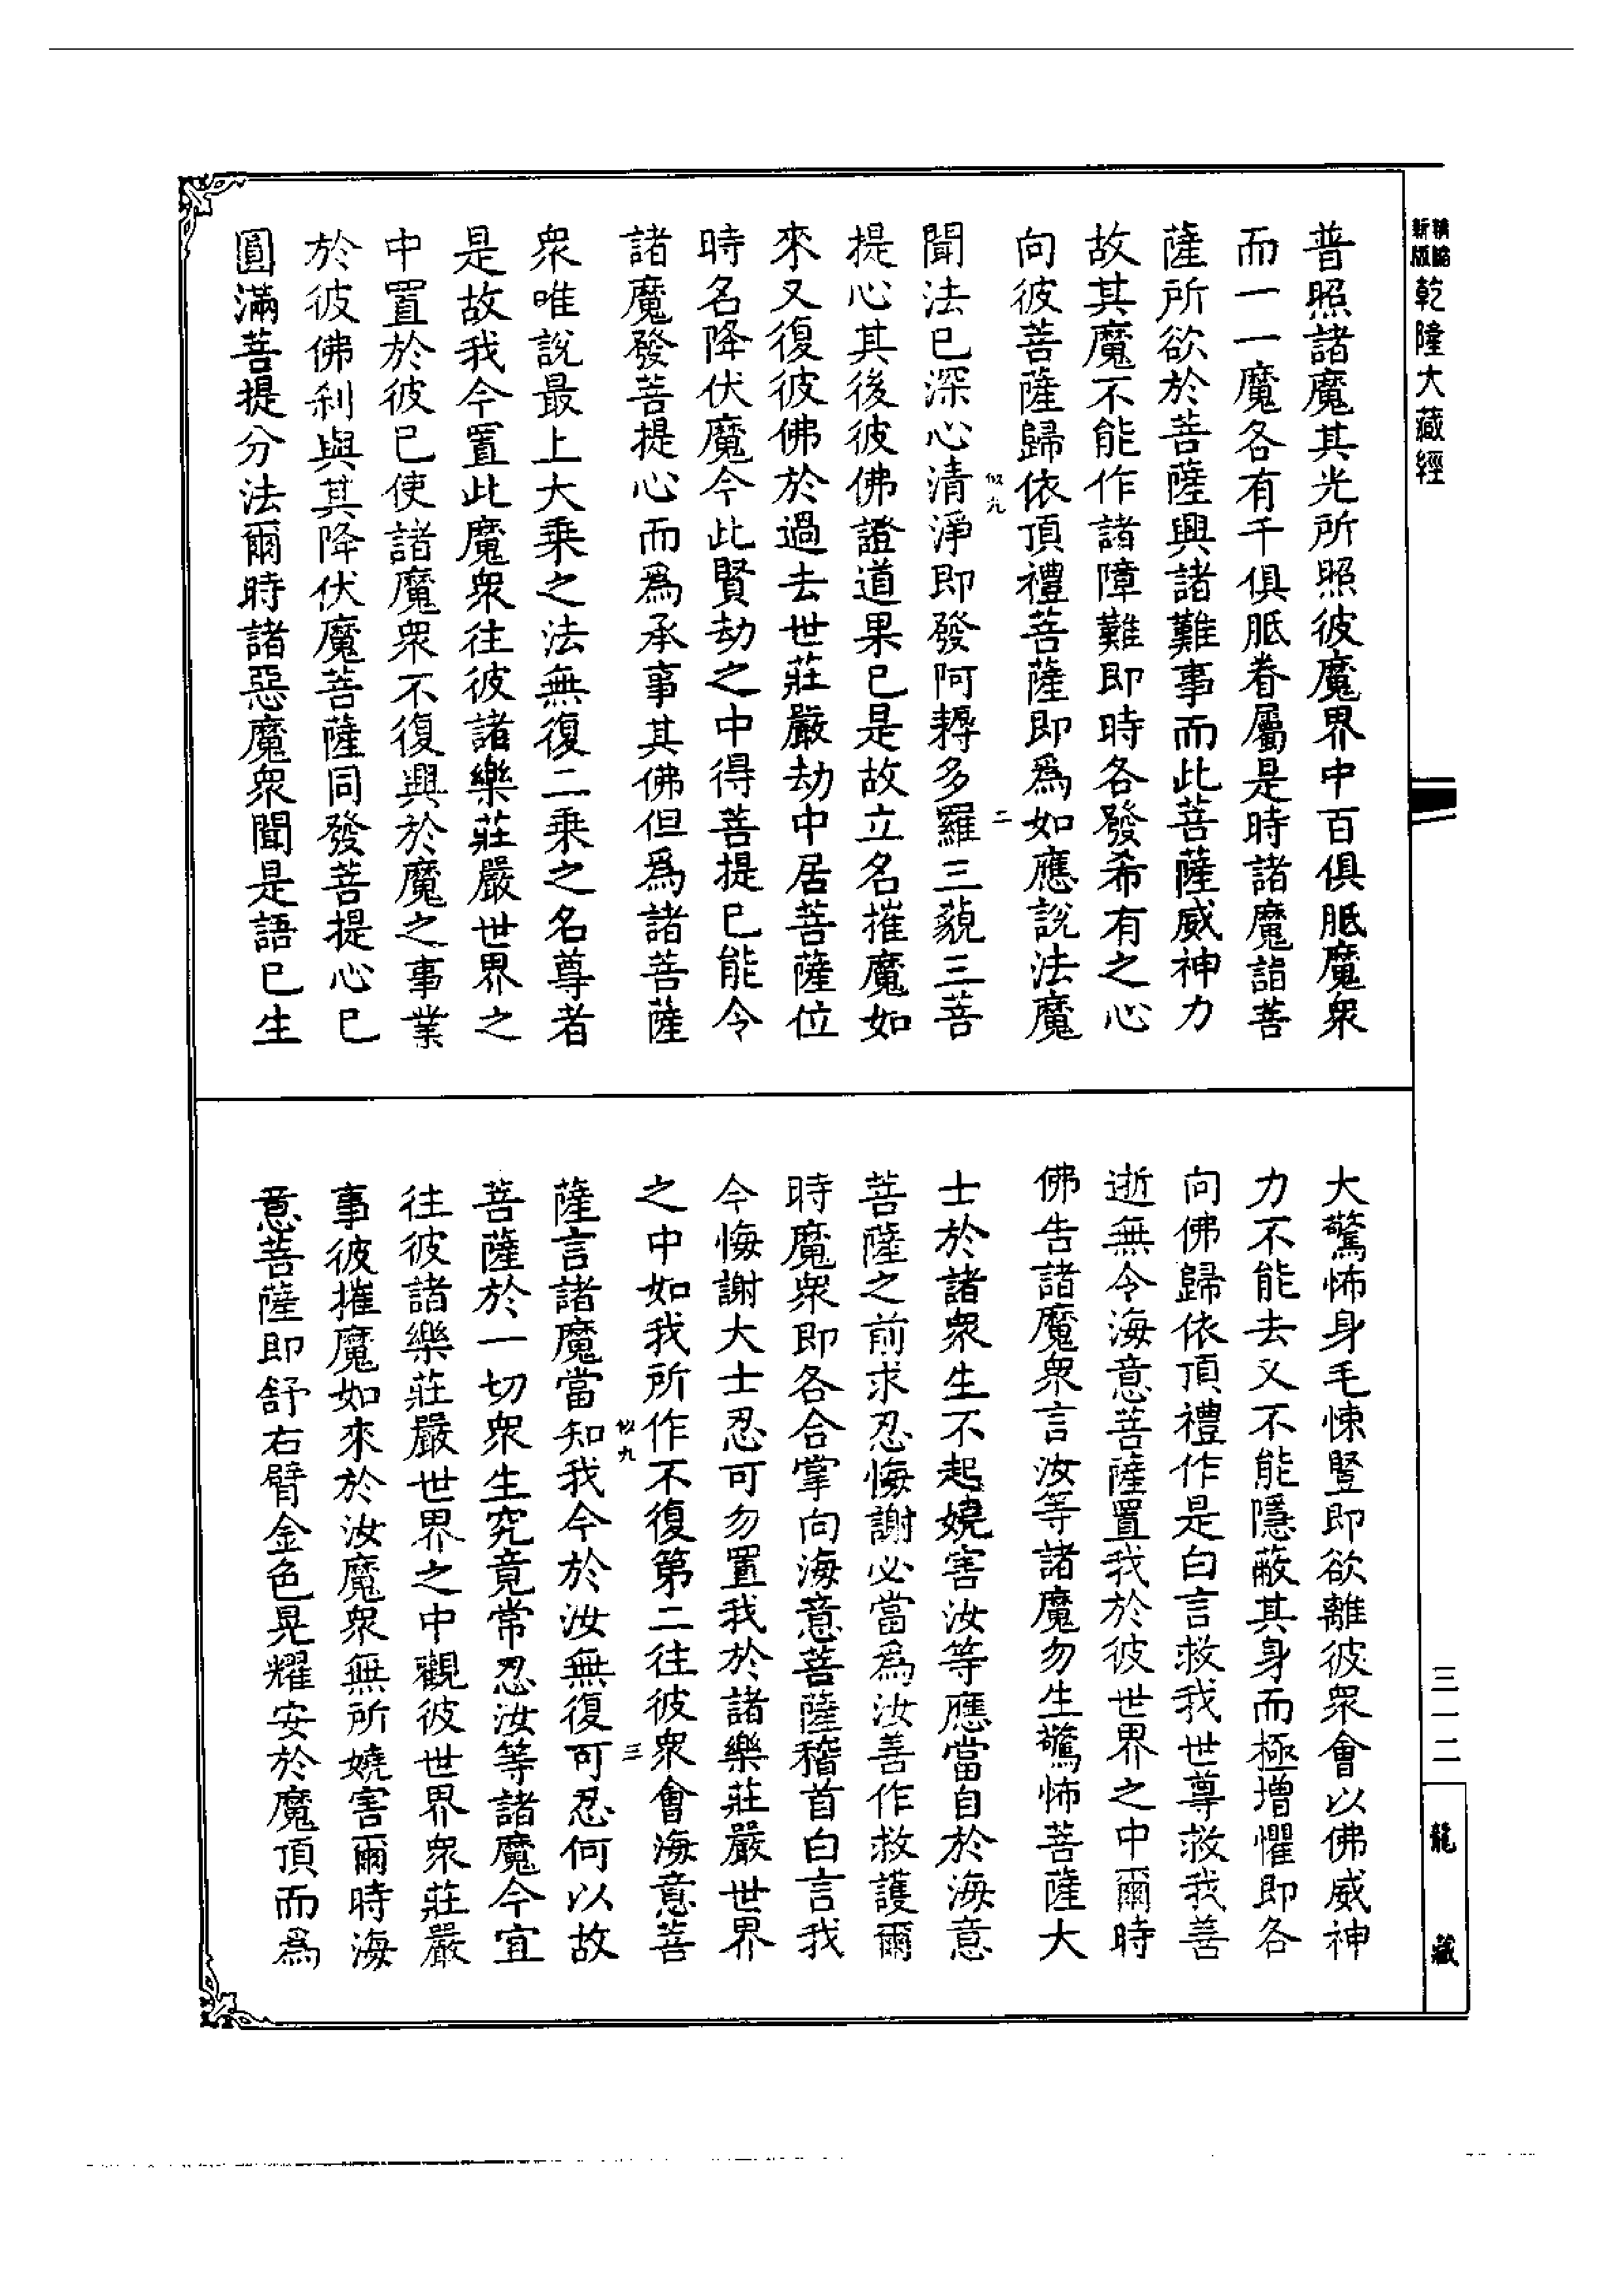 新版
精縮
乾隆大藏經
普照諸魔其光所照彼魔界中百俱胝魔衆
而一一魔各有千俱胝眷屬是時諸魔詣菩
薩所欲於菩薩興諸難事而此菩薩威神力
故其魔不能作諸障難即時各發希有之心
向彼菩薩歸依頂禮菩薩即爲如應說法魔
九
二
聞法已深心清淨即發阿耨多羅三藐三菩
提心其後彼佛證道果已是故立名摧魔如
來又復彼佛於過去世莊嚴劫中居菩薩位
時名降伏魔今此賢劫之中得菩提已能令
諸魔發菩提心而爲承事其佛但爲諸菩薩
衆唯說最上大乘之法無復二乘之名尊者
是故我今置此魔衆往彼諸樂莊嚴世界之
中置於彼已使諸魔衆不復興於魔之事業
於彼佛刹與其降伏魔菩薩同發菩提心已
圓滿菩提分法爾時諸惡魔衆聞是語已生
大驚怖身毛悚豎即欲離彼衆會以佛威神
力不能去又不能隱蔽其身而極增懼即各
向佛歸依頂禮作是白言救我世尊救我善
逝無令海意菩薩置我於彼世界之中爾時
佛告諸魔衆言汝等諸魔勿生驚怖菩薩大
士於諸衆生不起嬈害汝等應當自於海意
菩薩之前求忍悔謝必當爲汝善作救護爾
時魔衆即各合掌向海意菩薩稽首白言我
今悔謝大士忍可勿置我於諸樂莊嚴世界
之中如我所作不復第二往彼衆會海意菩
九
三
薩言諸魔當知我今於汝無復可忍何以故
菩薩於一切衆生究竟常忍汝等諸魔今宜
往彼諸樂莊嚴世界之中觀彼世界衆莊嚴
事彼摧魔如來於汝魔衆無所嬈害爾時海
意菩薩即舒右臂金色晃耀安於魔頂而爲
三一二
龍藏